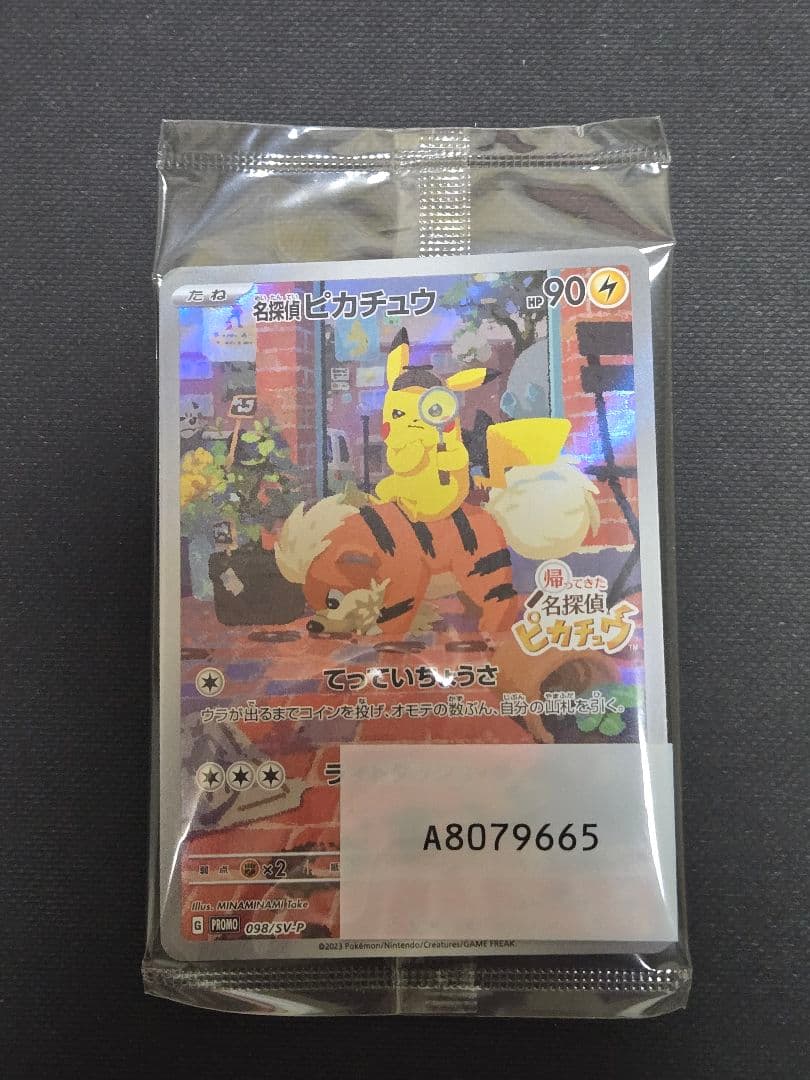 たね
名探偵ピカチュウ
HP 90
帰ってきた
名探偵
ピカチュウ
TM
てっていちょうさ
ウラが出るまでコインを投げ、オモテの数ぶん、自分の山札を引く。
A8079665
弱点 ×2
Illus. MINAMINAMI Take
G PROMO 098/SV-P
©2023 Pokémon/Nintendo/Creatures/GAME FREAK